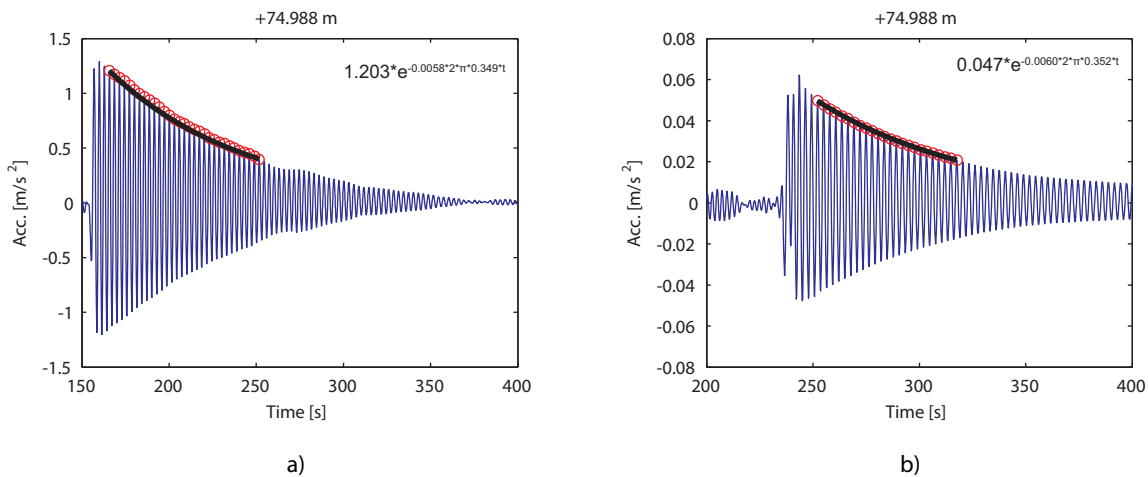 +74.988 m
1.203*e-0.0058*2*π*0.349*t
1.5
1
0.5
0
-0.5
-1
-1.5
Acc. [m/s 2]
150 200 250 300 350 400
Time [s]
a)
+74.988 m
0.047*e-0.0060*2*π*0.352*t
0.08
0.06
0.04
0.02
0
-0.02
-0.04
-0.06
-0.08
Acc. [m/s 2]
200 250 300 350 400
Time [s]
b)